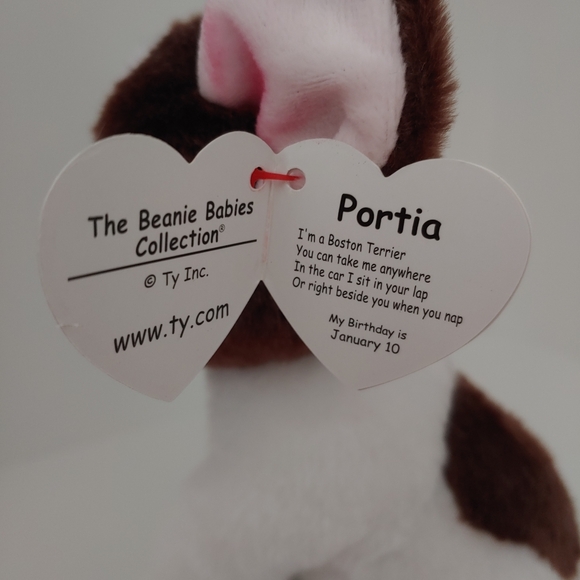 The Beanie Babies
Collection®
© Ty Inc.
www.ty.com
Portia
I'm a Boston Terrier
You can take me anywhere
In the car I sit in your lap
Or right beside you when you nap
My Birthday is
January 10